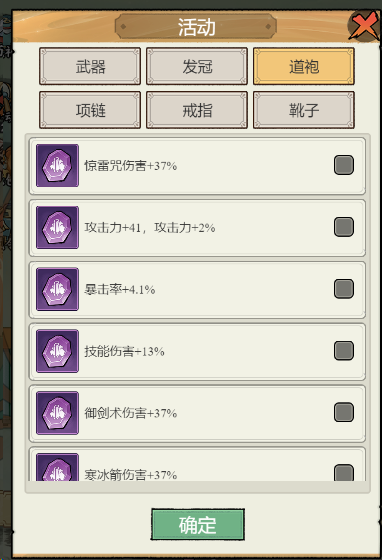 活动
武器 发冠 道袍
项链 戒指 靴子
惊雷咒伤害+37%
攻击力+41，攻击力+2%
暴击率+4.1%
技能伤害+13%
御剑术伤害+37%
寒冰箭伤害+37%
确定